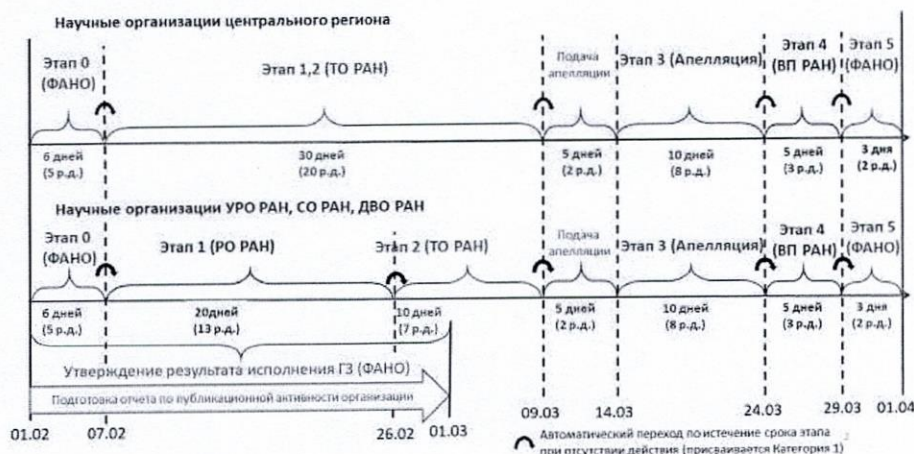 Научные организации центрального региона
Этап 0
(ФАНО)
Этап 1,2 (ТО РАН)
Подача
апелляции
Этап 3 (Апелляция)
Этап 4
(ВП РАН)
Этап 5
(ФАНО)
6 дней
(5 р.д.)
30 дней
(20 р.д.)
5 дней
(2 р.д.)
10 дней
(8 р.д.)
5 дней
(3 р.д.)
3 дня
(2 р.д.)
Научные организации УРО РАН, СО РАН, ДВО РАН
Этап 0
(ФАНО)
Этап 1 (РО РАН)
Этап 2 (ТО РАН)
Подача
апелляции
Этап 3 (Апелляция)
Этап 4
(ВП РАН)
Этап 5
(ФАНО)
6 дней
(5 р.д.)
20дней
(13 р.д.)
10 дней
(7 р.д.)
5 дней
(2 р.д.)
10 дней
(8 р.д.)
5 дней
(3 р.д.)
3 дня
(2 р.д.)
Утверждение результата исполнения ГЗ (ФАНО)
Подготовка отчета по публикационной активности организации
01.02
07.02
26.02
01.03
09.03
14.03
24.03
29.03
01.04
Автоматический переход по истечение срока этапа
при отсутствии действия (присваивается Категория 1)
2